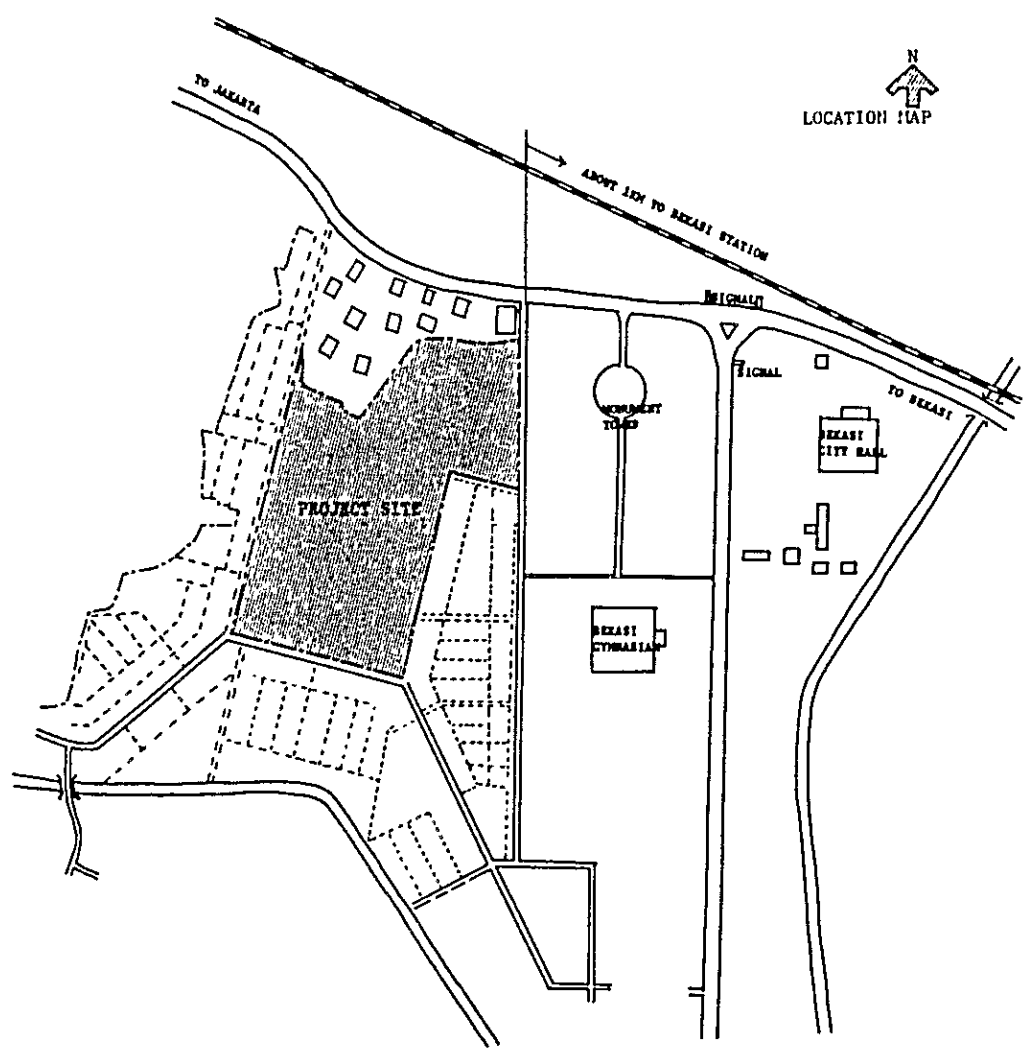 N
LOCATION MAP
TO JAKARTA
ABOUT 1KM TO BEKASI STATION
SIGNAL
SIGNAL
TO BEKASI
MONUMENT
TOWER
BEKASI
CITY HALL
PROJECT SITE
BEKASI
GYMNASIAN